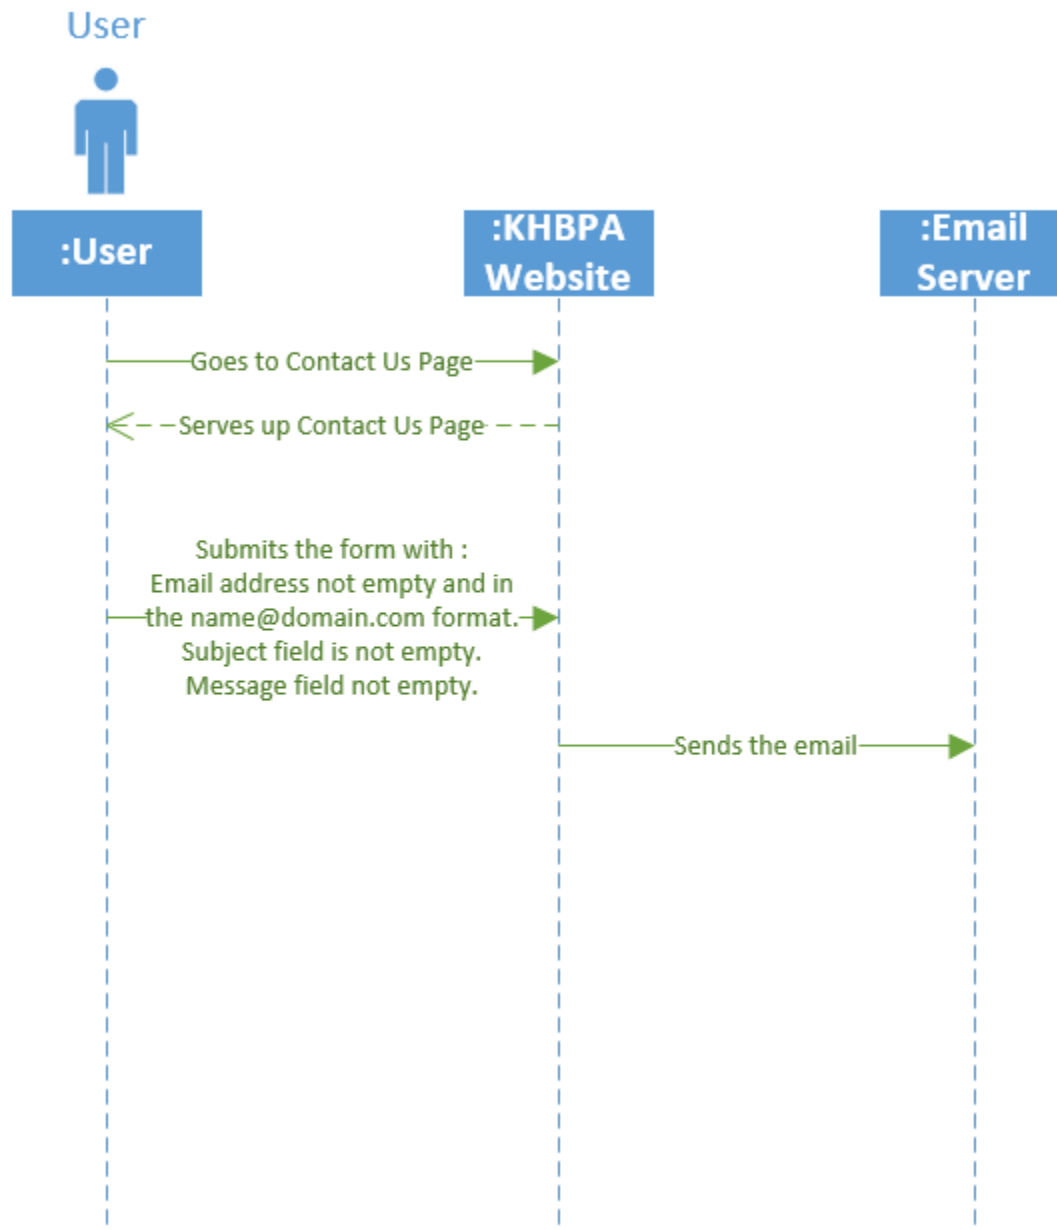 User
:User
:KHBPA
Website
:Email
Server
Goes to Contact Us Page
Serves up Contact Us Page
Submits the form with :
Email address not empty and in
the name@domain.com format.
Subject field is not empty.
Message field not empty.
Sends the email